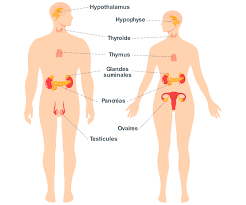 Hypothalamus
Hypophyse
Thyroïde
Thymus
Glandes
surrénales
Pancréas
Ovaires
Testicules